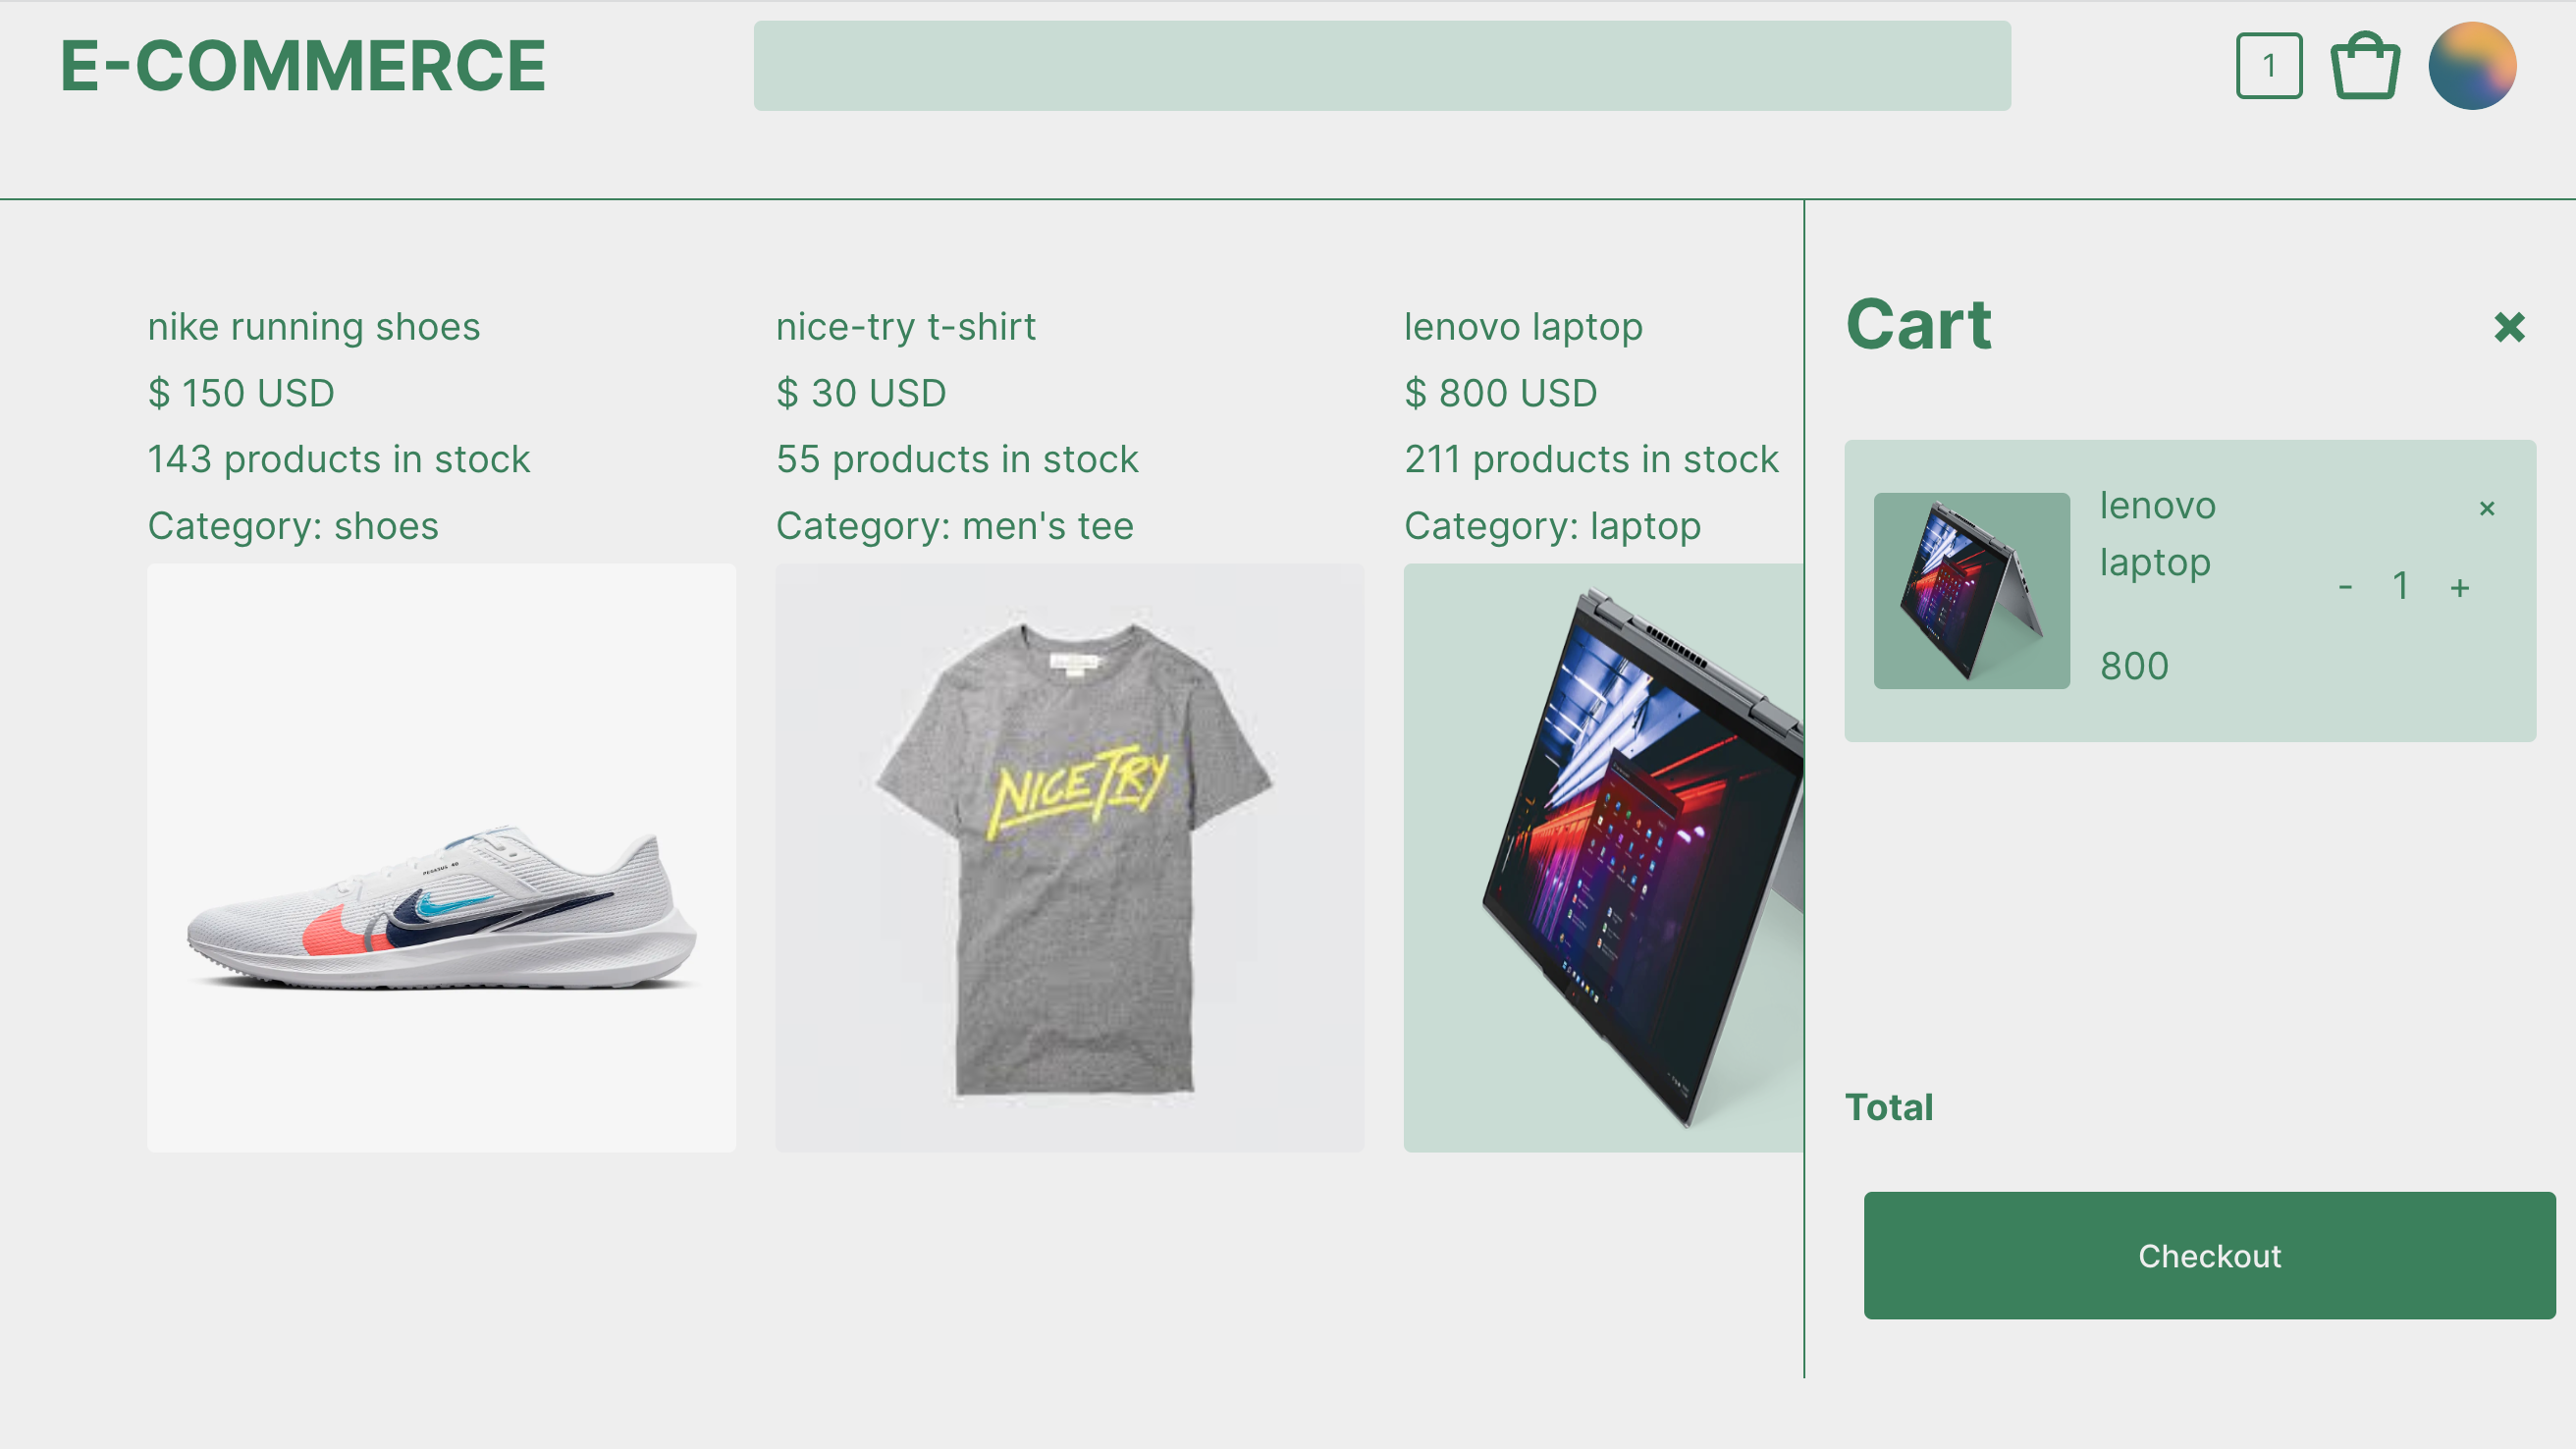 E-COMMERCE
1
nike running shoes
$ 150 USD
143 products in stock
Category: shoes
nice-try t-shirt
$ 30 USD
55 products in stock
Category: men's tee
lenovo laptop
$ 800 USD
211 products in stock
Category: laptop
PEGASUS 40
NICE TRY
Cart
×
lenovo
laptop
×
- 1 +
800
Total
Checkout